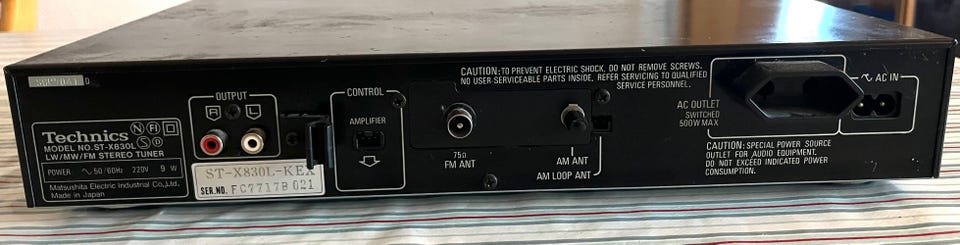 D
OUTPUT
R L
Technics
N FI
S D
MODEL NO. ST-X830L
LW/MW/FM STEREO TUNER
POWER ∿ 50/60Hz 220V 9 W
Matsushita Electric Industrial Co., Ltd.
Made in Japan
ST-X830L-KEX
SER.NO. FC7717B021
CONTROL
AMPLIFIER
CAUTION: TO PREVENT ELECTRIC SHOCK, DO NOT REMOVE SCREWS.
NO USER-SERVICEABLE PARTS INSIDE, REFER SERVICING TO QUALIFIED
SERVICE PERSONNEL.
75Ω
FM ANT
AM ANT
AM LOOP ANT
AC OUTLET
SWITCHED
500W MAX
∿ AC IN
CAUTION: SPECIAL POWER SOURCE
OUTLET FOR AUDIO EQUIPMENT,
DO NOT EXCEED INDICATED POWER
CONSUMPTION.